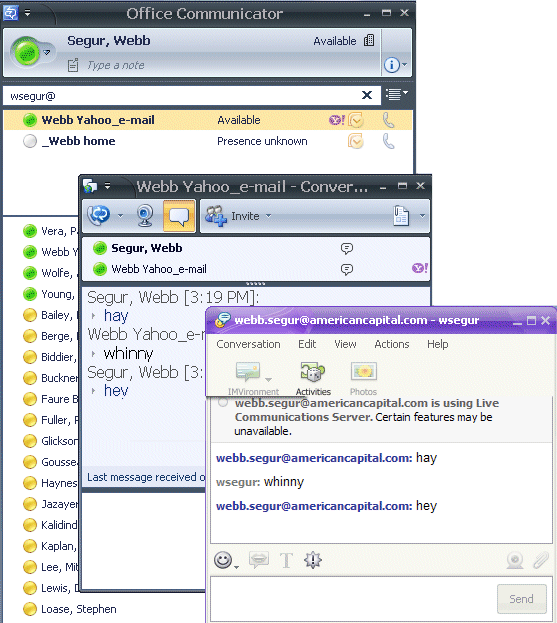 Office Communicator
Segur, Webb
Available
Type a note
wsegur@
Webb Yahoo_e-mail Available
_Webb home Presence unknown
Vera, P
Webb Y
Wolfe,
Young,
Bailey,
Berge,
Biddier,
Buckner
Faure B
Fuller, P
Glickson
Goussea
Haynes
Jazayer
Kalidind
Kaplan,
Lee, Mit
Lewis, D
Loase, Stephen
Webb Yahoo_e-mail - Conver...
Invite
Segur, Webb
Webb Yahoo_e-mail
Segur, Webb [3:19 PM]:
hay
Webb Yahoo_e-
whinny
Segur, Webb [3:
hey
Last message received o
webb.segur@americancapital.com - wsegur
Conversation Edit View Actions Help
IMVironment Activities Photos
webb.segur@americancapital.com is using Live
Communications Server. Certain features may be
unavailable.
webb.segur@americancapital.com: hay
wsegur: whinny
webb.segur@americancapital.com: hey
Send